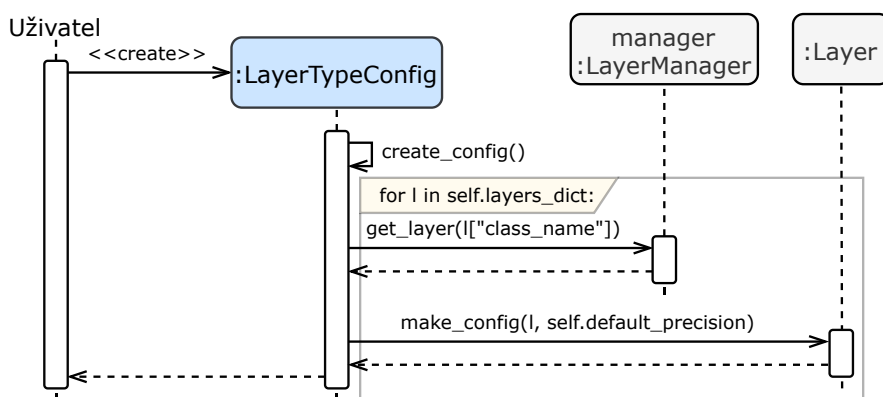 Uživatel
<<create>>
:LayerTypeConfig
manager
:LayerManager
:Layer
create_config()
for l in self.layers_dict:
get_layer(l["class_name"])
make_config(l, self.default_precision)